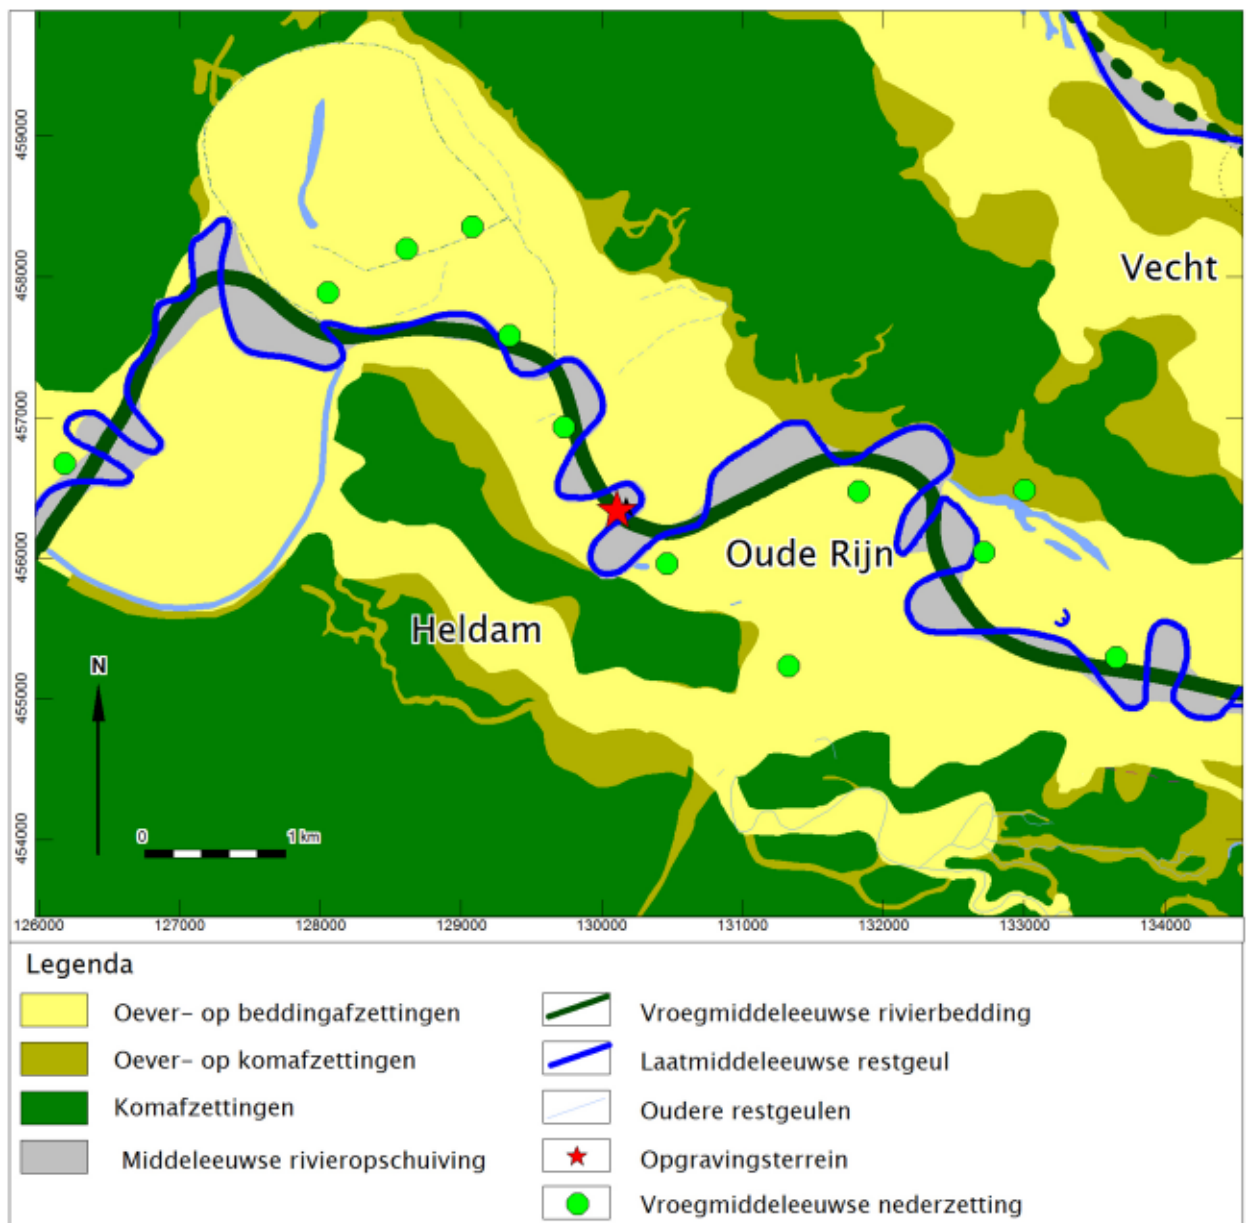 459000
458000
457000
456000
455000
454000
Vecht
Oude Rijn
Heldam
N
0 1 km
126000 127000 128000 129000 130000 131000 132000 133000 134000
Legenda
Oever- op beddingafzettingen
Oever- op komafzettingen
Komafzettingen
Middeleeuwse rivieropschuiving
Vroegmiddeleeuwse rivierbedding
Laatmiddeleeuwse restgeul
Oudere restgeulen
Opgravingsterrein
Vroegmiddeleeuwse nederzetting